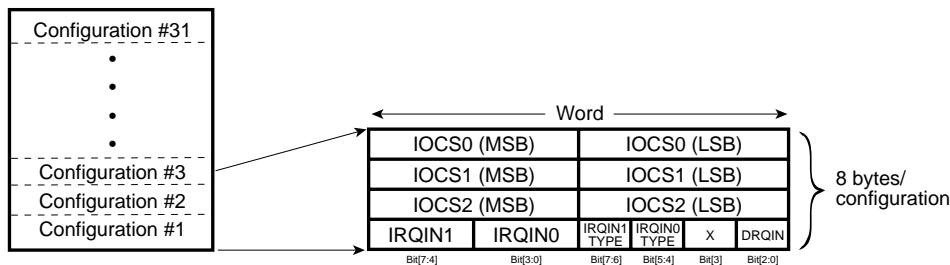 Configuration #31
Configuration #3
Configuration #2
Configuration #1
Word
IOCS0 (MSB) IOCS0 (LSB)
IOCS1 (MSB) IOCS1 (LSB)
IOCS2 (MSB) IOCS2 (LSB)
IRQIN1 IRQIN0 IRQIN1 TYPE IRQIN0 TYPE X DRQIN
Bit[7:4] Bit[3:0] Bit[7:6] Bit[5:4] Bit[3] Bit[2:0]
8 bytes/
configuration